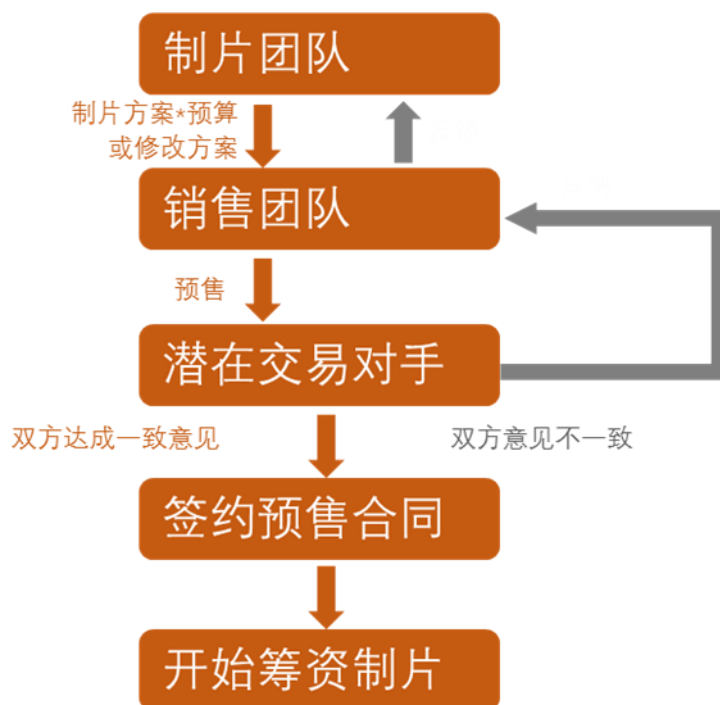 制片团队
制片方案*预算
或修改方案
销售团队
预售
潜在交易对手
双方达成一致意见
双方意见不一致
签约预售合同
开始筹资制片